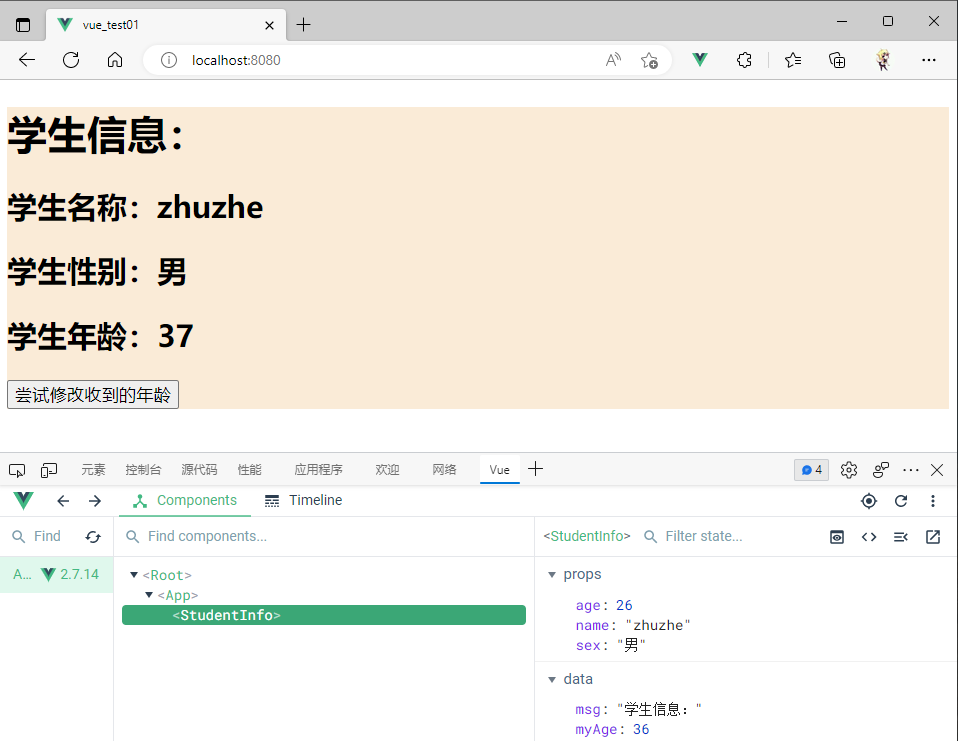 vue_test01
localhost:8080
学生信息：
学生名称：zhuzhe
学生性别：男
学生年龄：37
尝试修改收到的年龄
元素 控制台 源代码 性能 应用程序 欢迎 网络 Vue 4
Components Timeline
Find Find components... <StudentInfo> Filter state...
A... 2.7.14
<Root>
<App>
<StudentInfo>
props
age: 26
name: "zhuzhe"
sex: "男"
data
msg: "学生信息："
myAge: 36